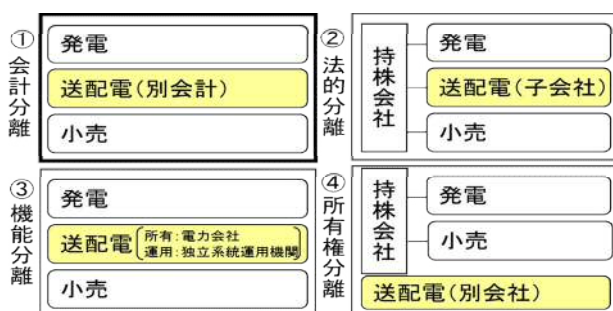 ①会計分離
発電
送配電(別会計)
小売
②法的分離
持株会社
発電
送配電(子会社)
小売
③機能分離
発電
送配電
所有:電力会社
運用:独立系統運用機関
小売
④所有権分離
持株会社
発電
小売
送配電(別会社)